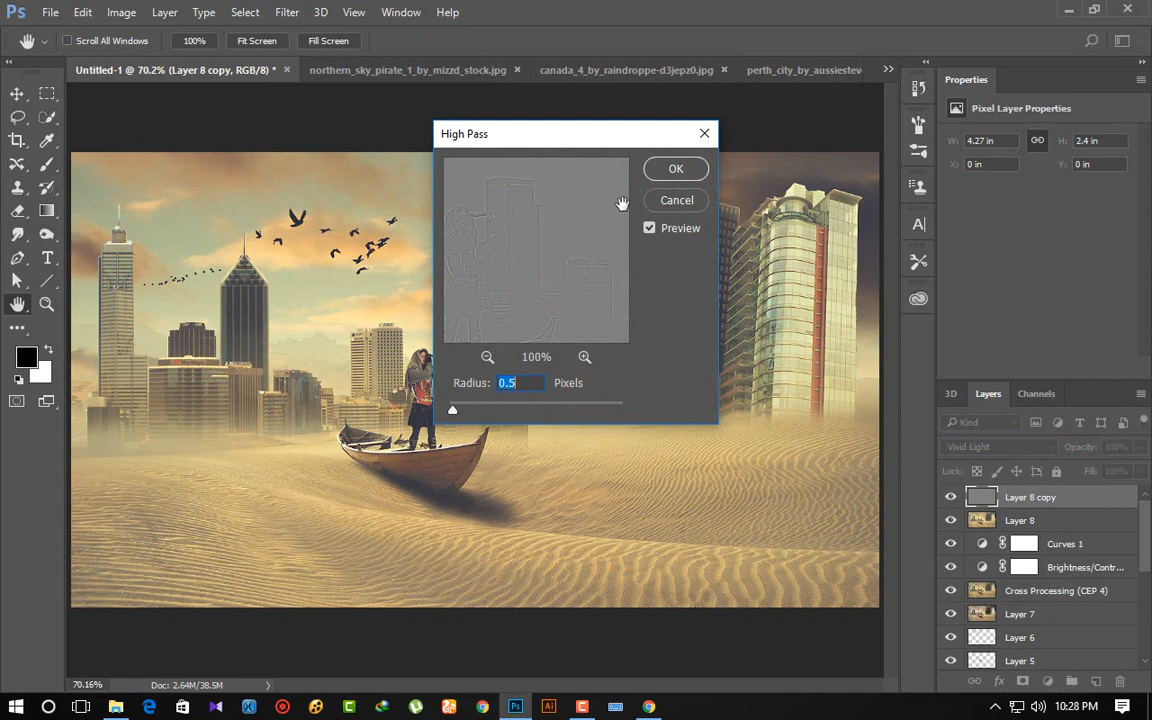 Ps File Edit Image Layer Type Select Filter 3D View Window Help
Scroll All Windows 100% Fit Screen Fill Screen
Untitled-1 @ 70.2% (Layer 8 copy, RGB/8) * × northern_sky_pirate_1_by_mizzd_stock.jpg × canada_4_by_raindroppe-d3jepz0.jpg × perth_city_by_aussiestev
Properties
Pixel Layer Properties
W: 4.27 in H: 2.4 in
X: 0 in Y: 0 in
High Pass
OK
Cancel
Preview
100%
Radius: 0.5 Pixels
3D Layers Channels
Kind
Vivid Light Opacity: 100%
Lock: Fill: 100%
Layer 8 copy
Layer 8
Curves 1
Brightness/Contr...
Cross Processing (CEP 4)
Layer 7
Layer 6
Layer 5
70.16% Doc: 2.64M/38.5M
10:28 PM